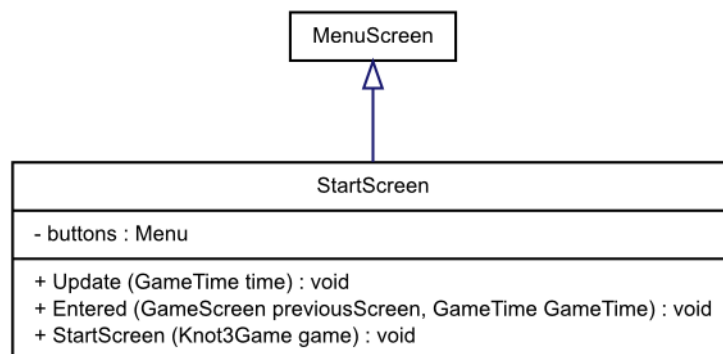 MenuScreen
StartScreen
- buttons : Menu
+ Update (GameTime time) : void
+ Entered (GameScreen previousScreen, GameTime GameTime) : void
+ StartScreen (Knot3Game game) : void